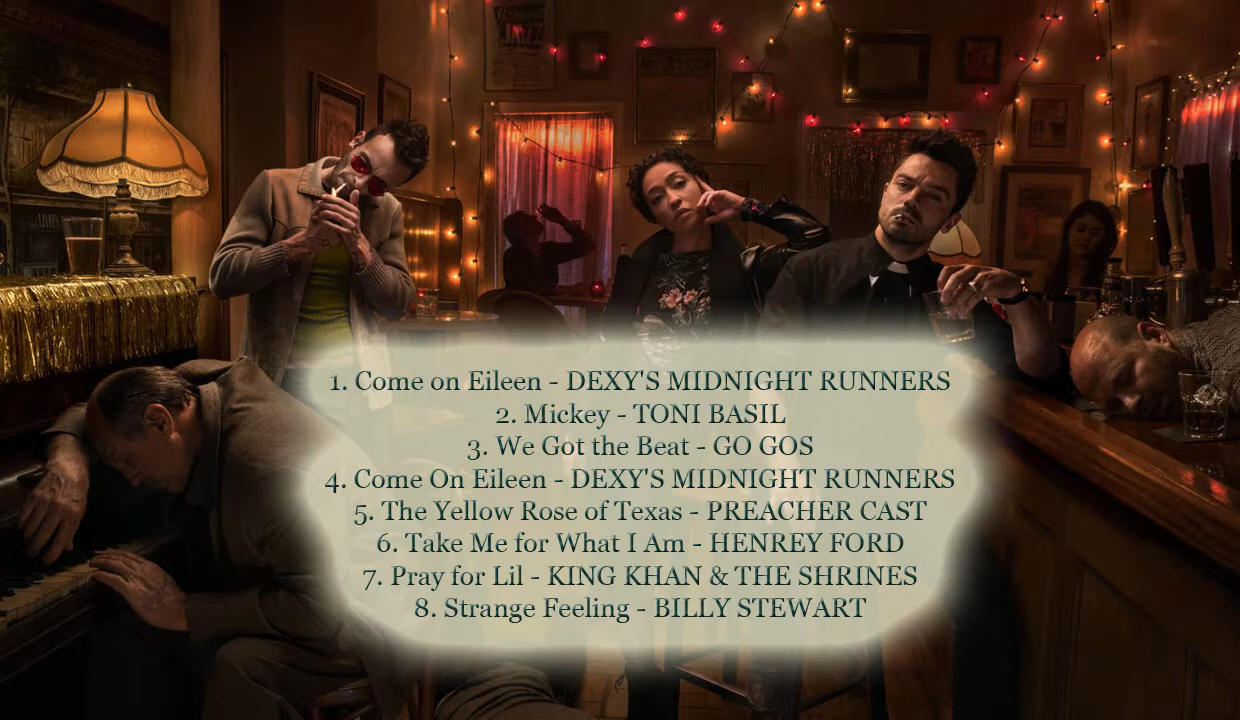 JAZZ
1. Come on Eileen - DEXY'S MIDNIGHT RUNNERS
2. Mickey - TONI BASIL
3. We Got the Beat - GO GOS
4. Come On Eileen - DEXY'S MIDNIGHT RUNNERS
5. The Yellow Rose of Texas - PREACHER CAST
6. Take Me for What I Am - HENREY FORD
7. Pray for Lil - KING KHAN & THE SHRINES
8. Strange Feeling - BILLY STEWART